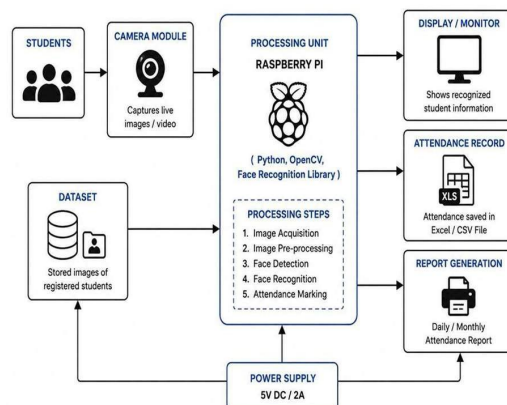 STUDENTS
CAMERA MODULE
Captures live
images / video
PROCESSING UNIT
RASPBERRY PI
( Python, OpenCV,
Face Recognition Library )
PROCESSING STEPS
1. Image Acquisition
2. Image Pre-processing
3. Face Detection
4. Face Recognition
5. Attendance Marking
DISPLAY / MONITOR
Shows recognized
student information
ATTENDANCE RECORD
XLS
Attendance saved in
Excel / CSV File
DATASET
Stored images of
registered students
REPORT GENERATION
Daily / Monthly
Attendance Report
POWER SUPPLY
5V DC / 2A